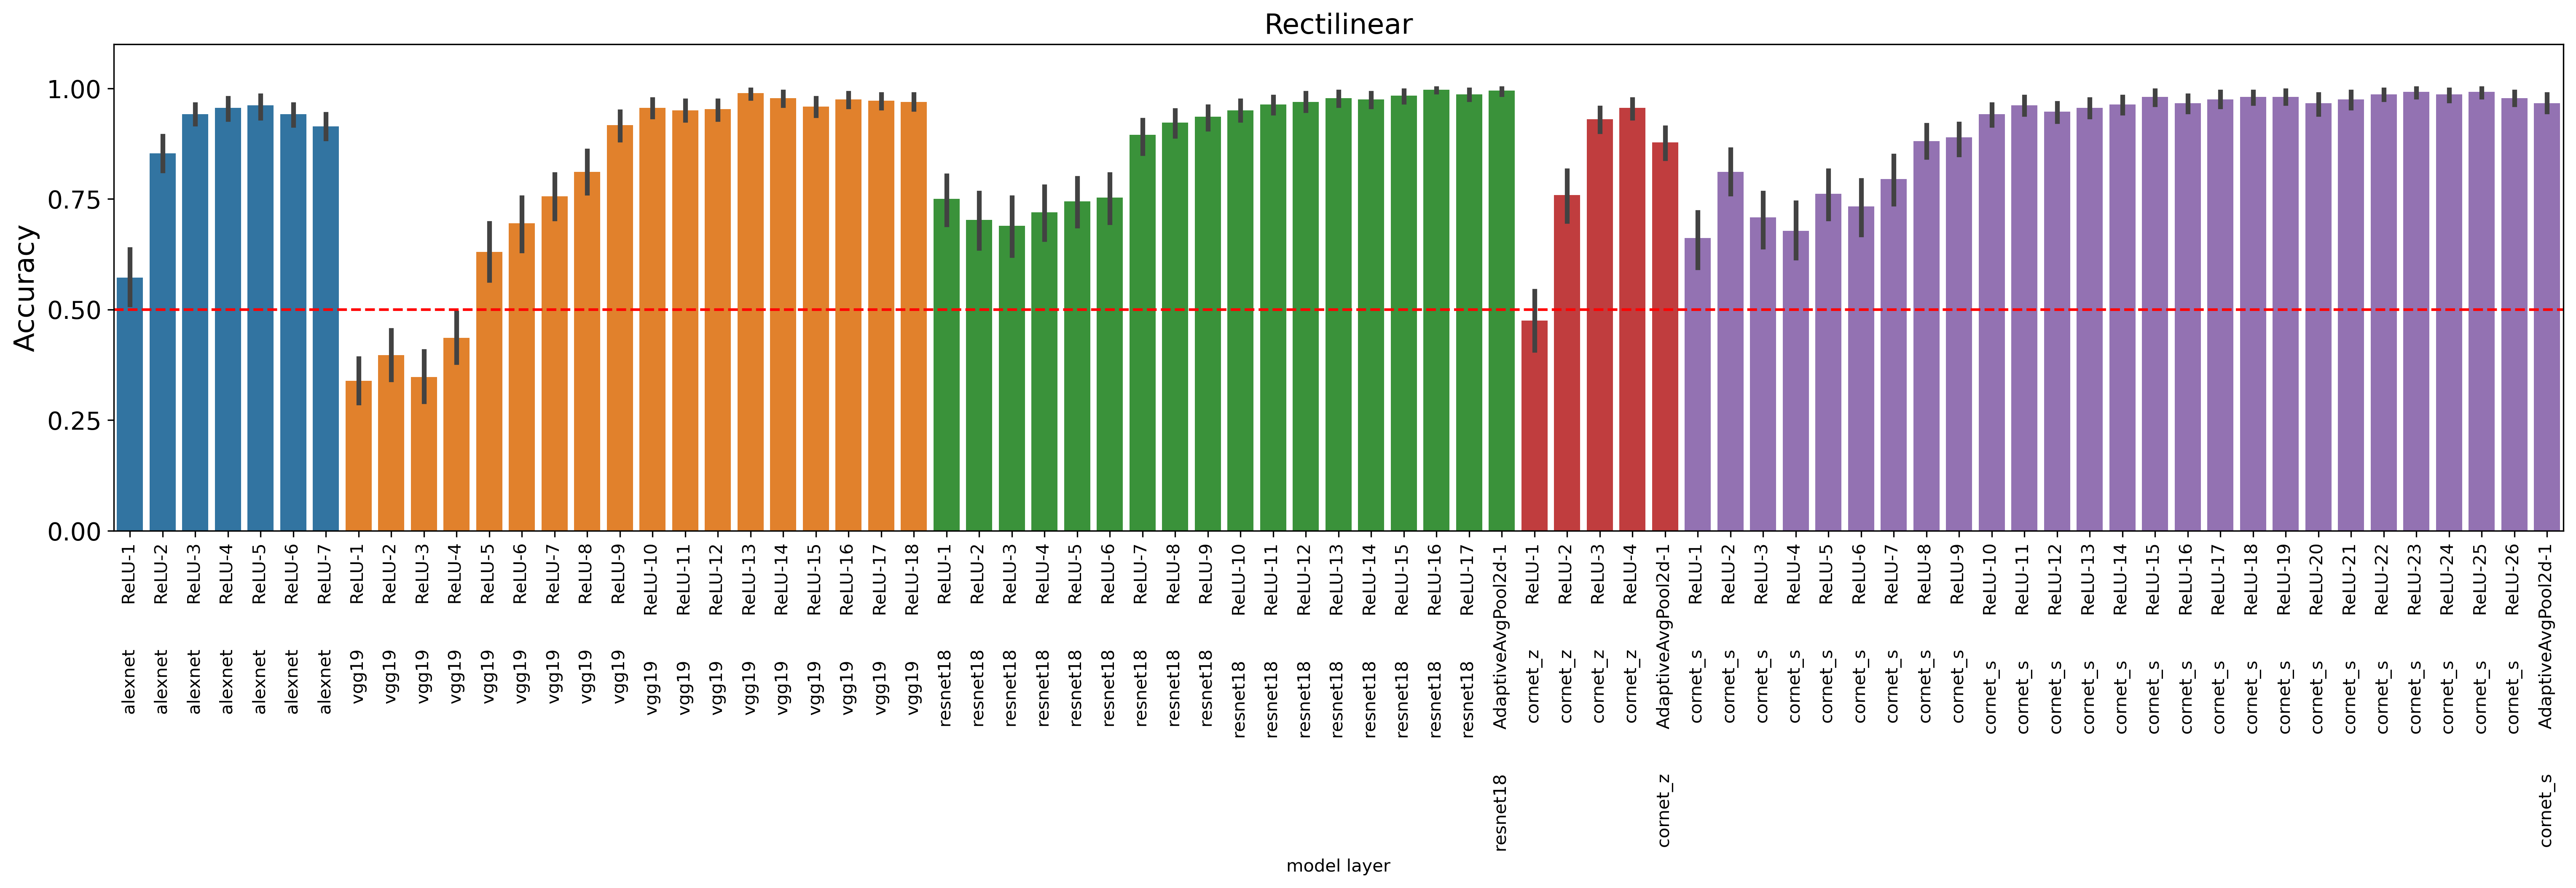 Rectilinear
Accuracy
1.00
0.75
0.50
0.25
0.00
ReLU-1 alexnet
ReLU-2 alexnet
ReLU-3 alexnet
ReLU-4 alexnet
ReLU-5 alexnet
ReLU-6 alexnet
ReLU-7 alexnet
ReLU-1 vgg19
ReLU-2 vgg19
ReLU-3 vgg19
ReLU-4 vgg19
ReLU-5 vgg19
ReLU-6 vgg19
ReLU-7 vgg19
ReLU-8 vgg19
ReLU-9 vgg19
ReLU-10 vgg19
ReLU-11 vgg19
ReLU-12 vgg19
ReLU-13 vgg19
ReLU-14 vgg19
ReLU-15 vgg19
ReLU-16 vgg19
ReLU-17 vgg19
ReLU-18 vgg19
ReLU-1 resnet18
ReLU-2 resnet18
ReLU-3 resnet18
ReLU-4 resnet18
ReLU-5 resnet18
ReLU-6 resnet18
ReLU-7 resnet18
ReLU-8 resnet18
ReLU-9 resnet18
ReLU-10 resnet18
ReLU-11 resnet18
ReLU-12 resnet18
ReLU-13 resnet18
ReLU-14 resnet18
ReLU-15 resnet18
ReLU-16 resnet18
ReLU-17 resnet18
AdaptiveAvgPool2d-1 resnet18
ReLU-1 cornet_z
ReLU-2 cornet_z
ReLU-3 cornet_z
ReLU-4 cornet_z
AdaptiveAvgPool2d-1 cornet_z
ReLU-1 cornet_s
ReLU-2 cornet_s
ReLU-3 cornet_s
ReLU-4 cornet_s
ReLU-5 cornet_s
ReLU-6 cornet_s
ReLU-7 cornet_s
ReLU-8 cornet_s
ReLU-9 cornet_s
ReLU-10 cornet_s
ReLU-11 cornet_s
ReLU-12 cornet_s
ReLU-13 cornet_s
ReLU-14 cornet_s
ReLU-15 cornet_s
ReLU-16 cornet_s
ReLU-17 cornet_s
ReLU-18 cornet_s
ReLU-19 cornet_s
ReLU-20 cornet_s
ReLU-21 cornet_s
ReLU-22 cornet_s
ReLU-23 cornet_s
ReLU-24 cornet_s
ReLU-25 cornet_s
ReLU-26 cornet_s
AdaptiveAvgPool2d-1 cornet_s
model layer